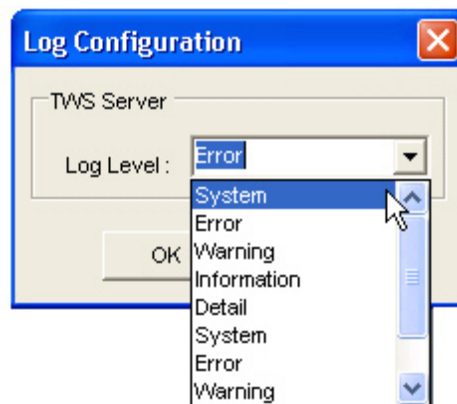 Log Configuration
TWS Server
Log Level :
Error
System
Error
Warning
Information
Detail
System
Error
Warning
OK